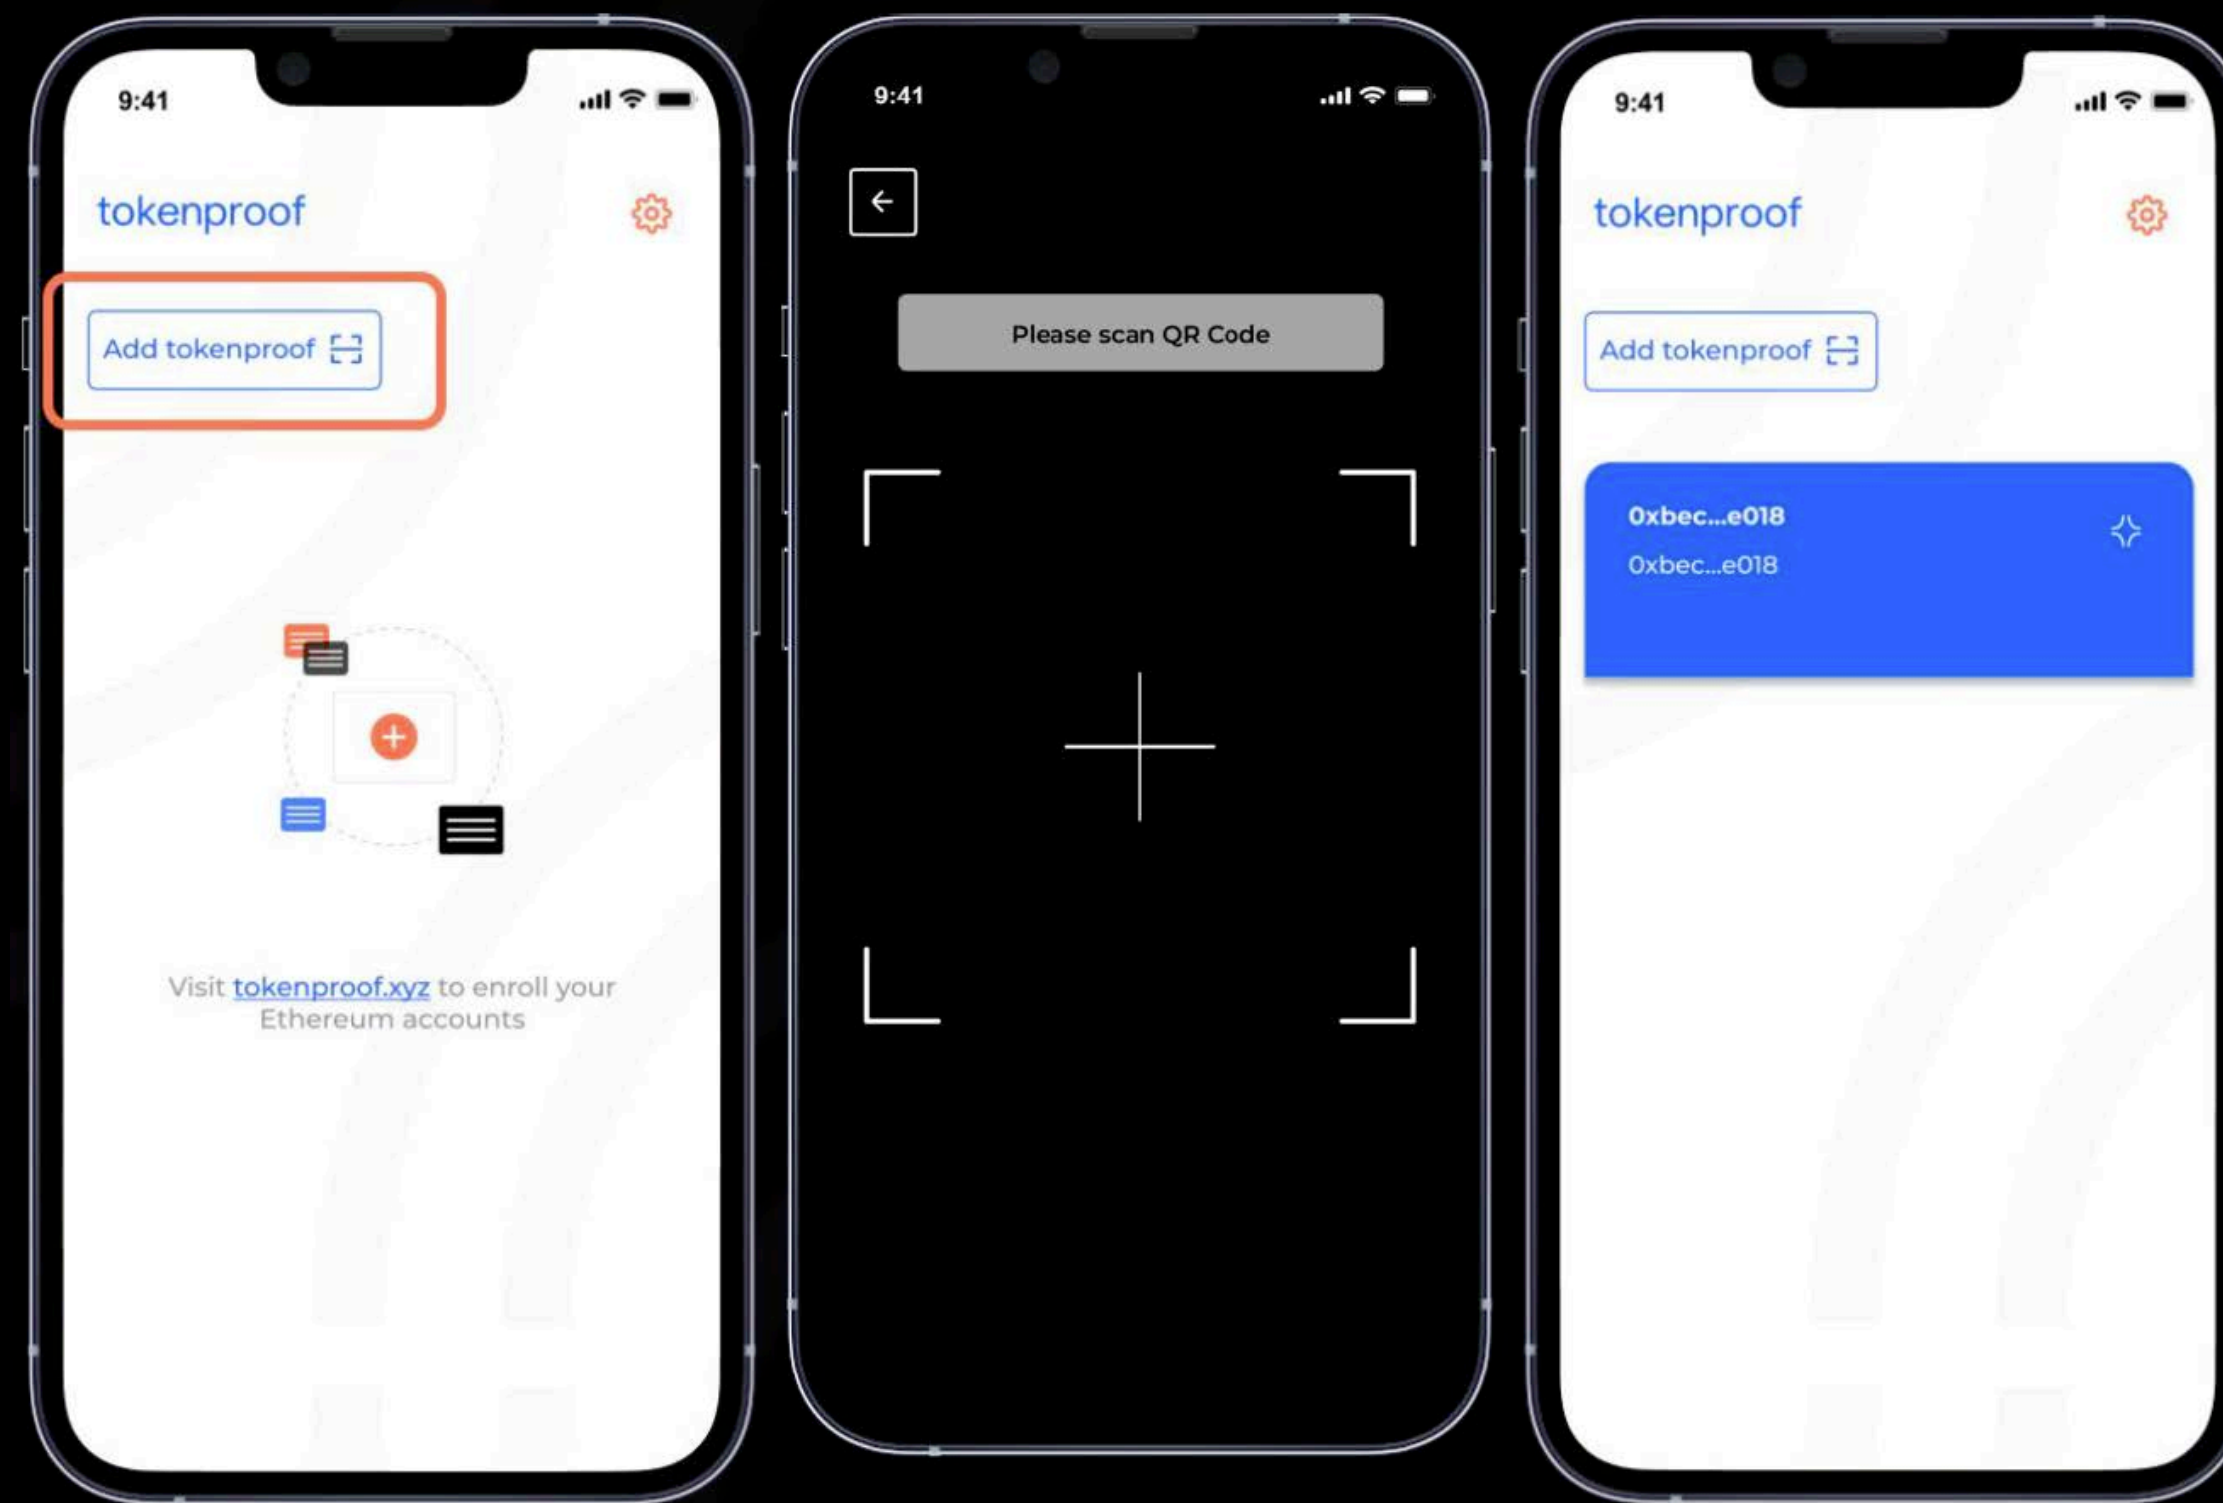 9:41
tokenproof
Add tokenproof
Visit tokenproof.xyz to enroll your
Ethereum accounts
9:41
Please scan QR Code
9:41
tokenproof
Add tokenproof
0xbec...e018
0xbec...e018